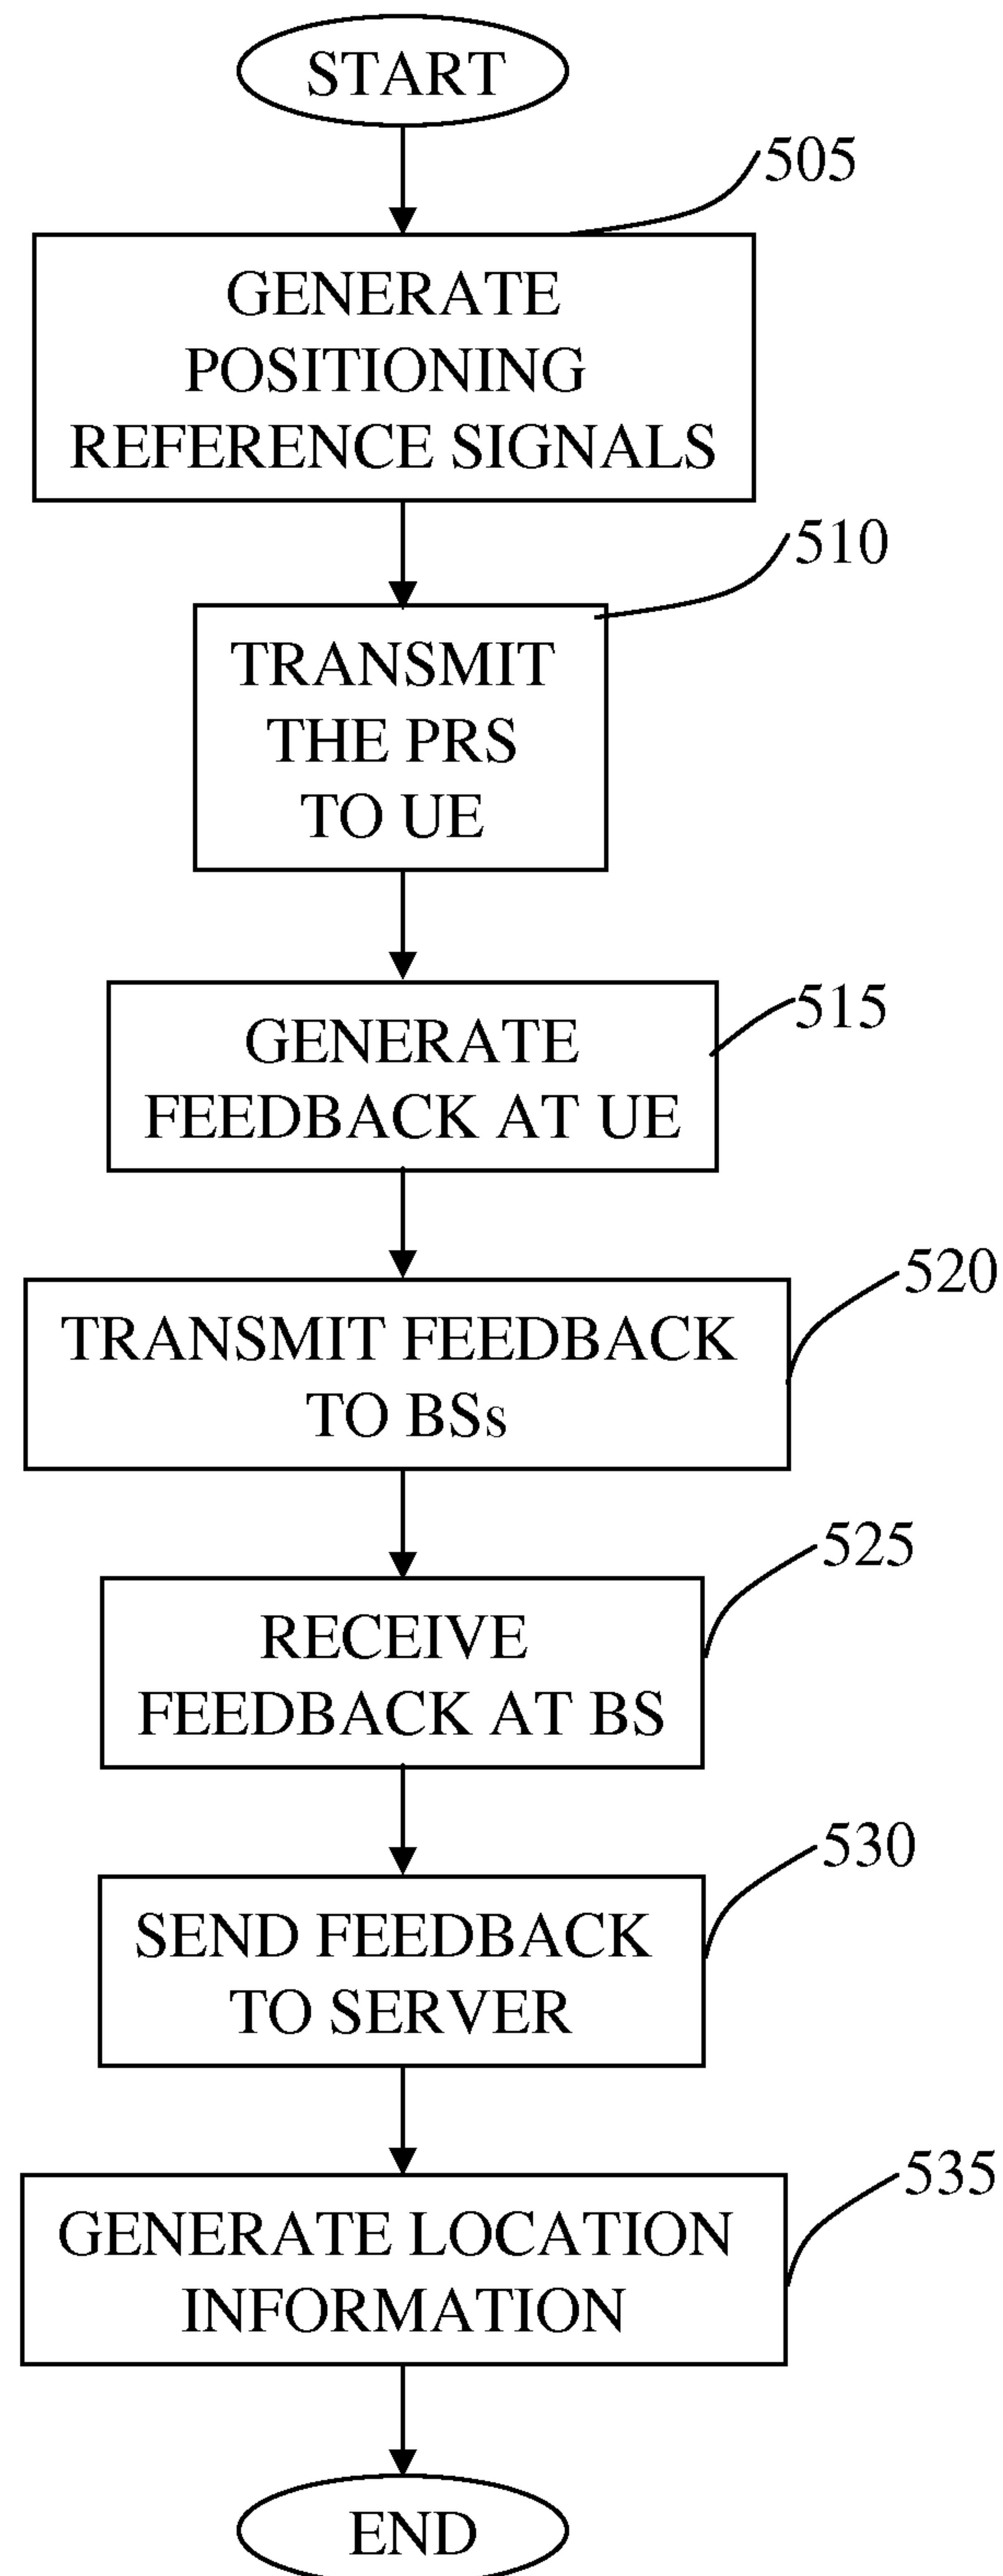 START
505
GENERATE
POSITIONING
REFERENCE SIGNALS
510
TRANSMIT
THE PRS
TO UE
515
GENERATE
FEEDBACK AT UE
520
TRANSMIT FEEDBACK
TO BSs
525
RECEIVE
FEEDBACK AT BS
530
SEND FEEDBACK
TO SERVER
535
GENERATE LOCATION
INFORMATION
END